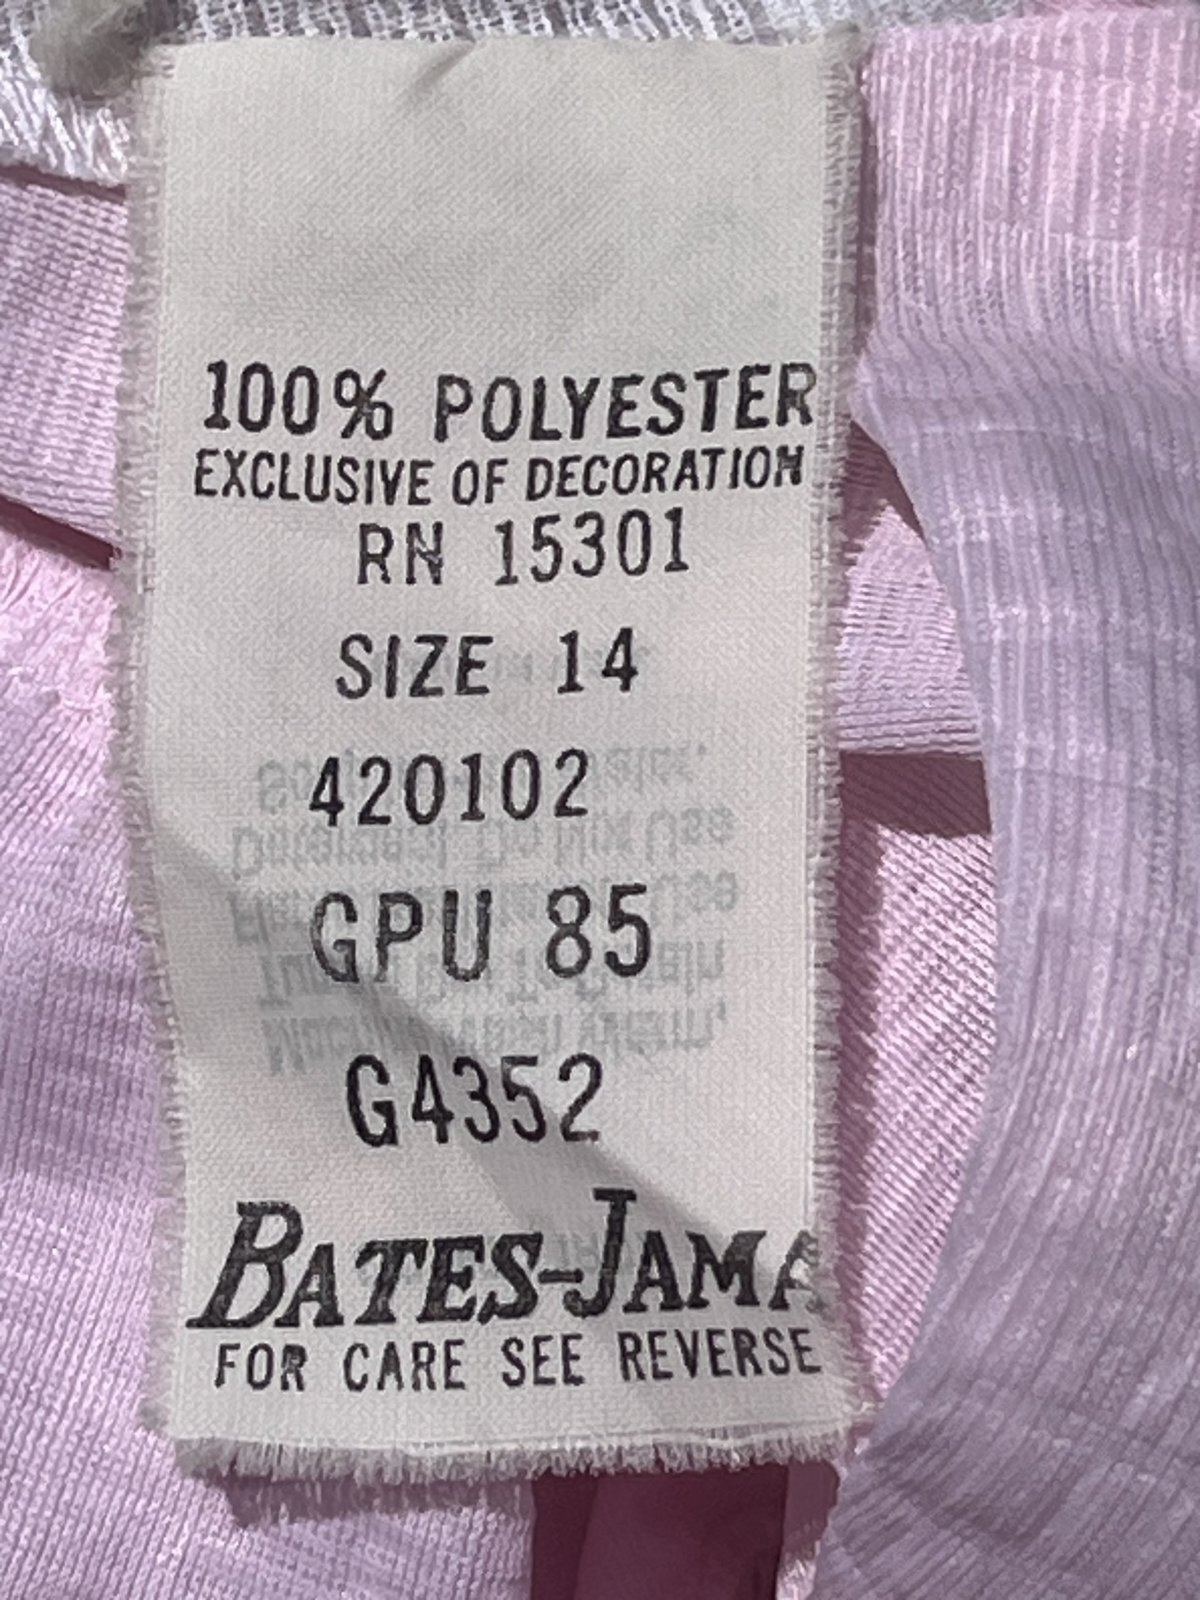 100% POLYESTER
EXCLUSIVE OF DECORATION
RN 15301
SIZE 14
420102
GPU 85
G4352
BATES-JAMA
FOR CARE SEE REVERSE